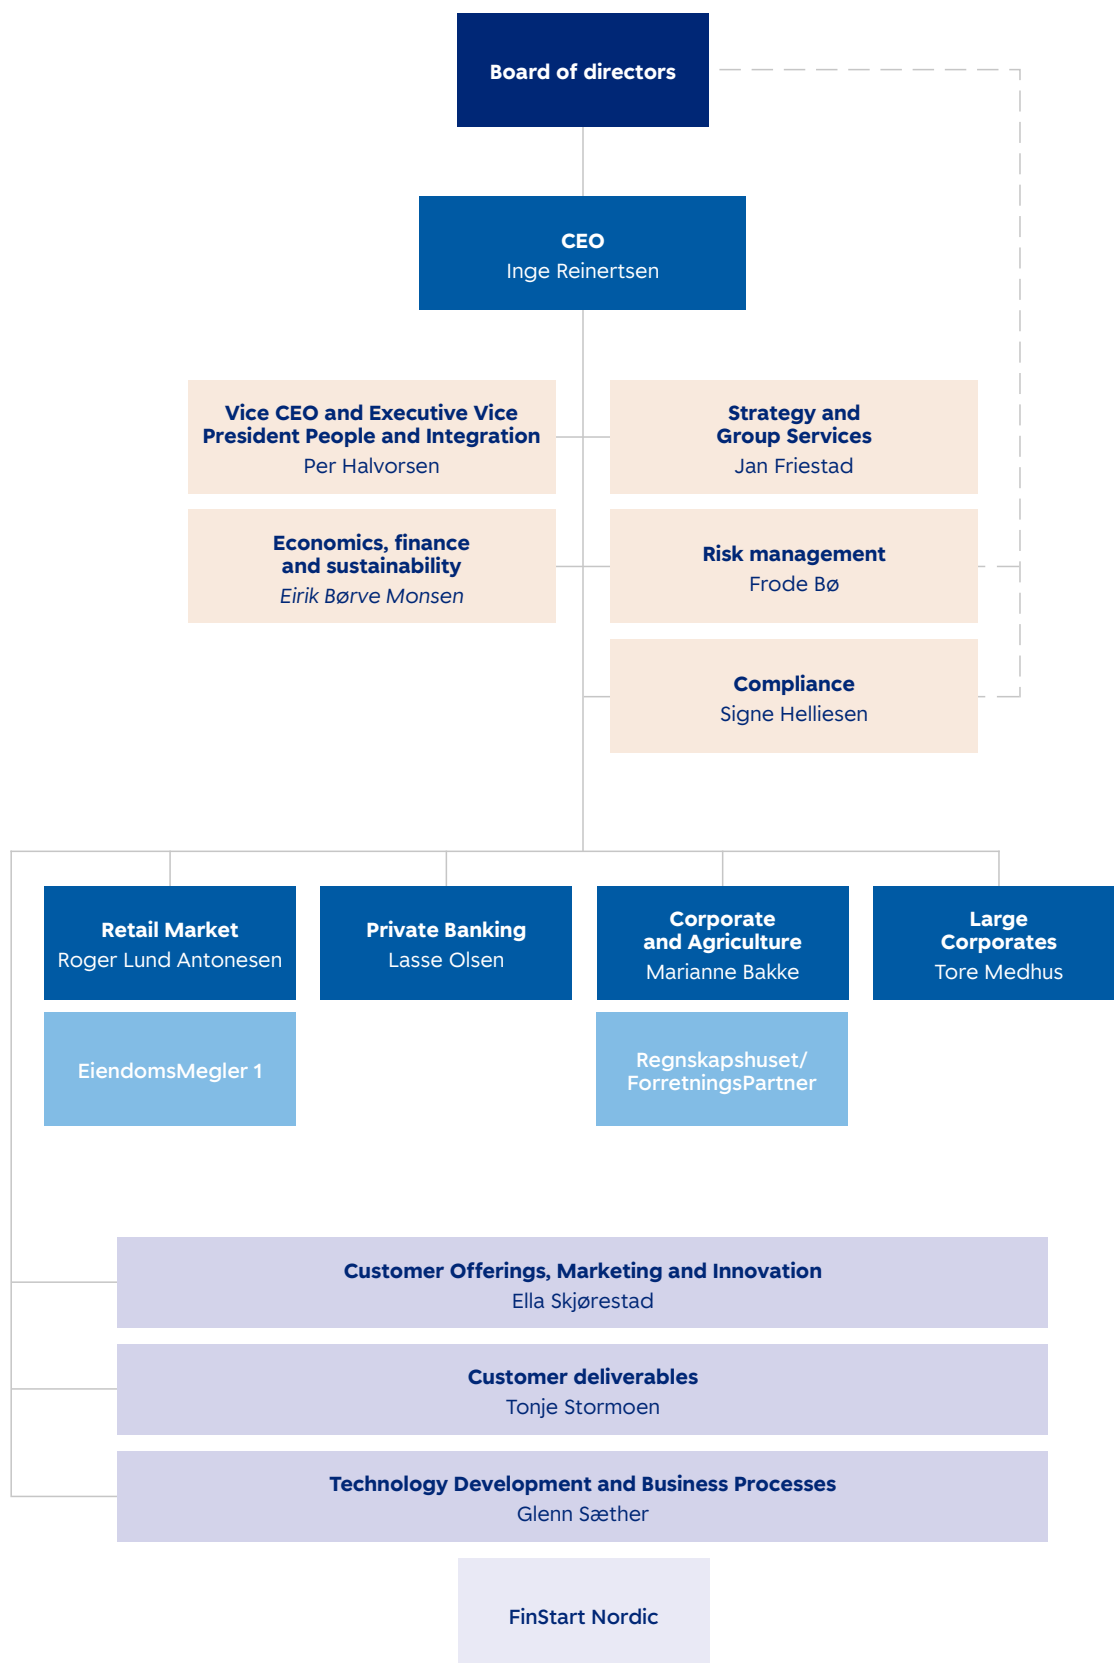 Board of directors
CEO
Inge Reinertsen
Vice CEO and Executive Vice
President People and Integration
Per Halvorsen
Strategy and
Group Services
Jan Friestad
Economics, finance
and sustainability
Eirik Børve Monsen
Risk management
Frode Bø
Compliance
Signe Helliesen
Retail Market
Roger Lund Antonesen
Private Banking
Lasse Olsen
Corporate
and Agriculture
Marianne Bakke
Large
Corporates
Tore Medhus
EiendomsMegler 1
Regnskapshuset/
ForretningsPartner
Customer Offerings, Marketing and Innovation
Ella Skjørestad
Customer deliverables
Tonje Stormoen
Technology Development and Business Processes
Glenn Sæther
FinStart Nordic